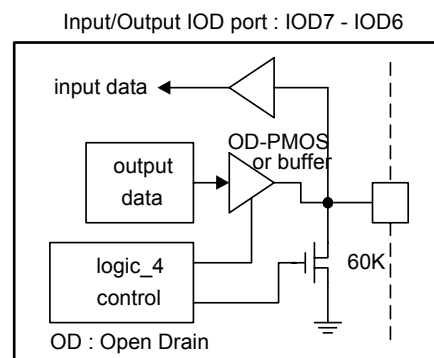 Input/Output IOD port : IOD7 - IOD6
input data
OD-PMOS
or buffer
output
data
logic_4
control
60K
OD : Open Drain